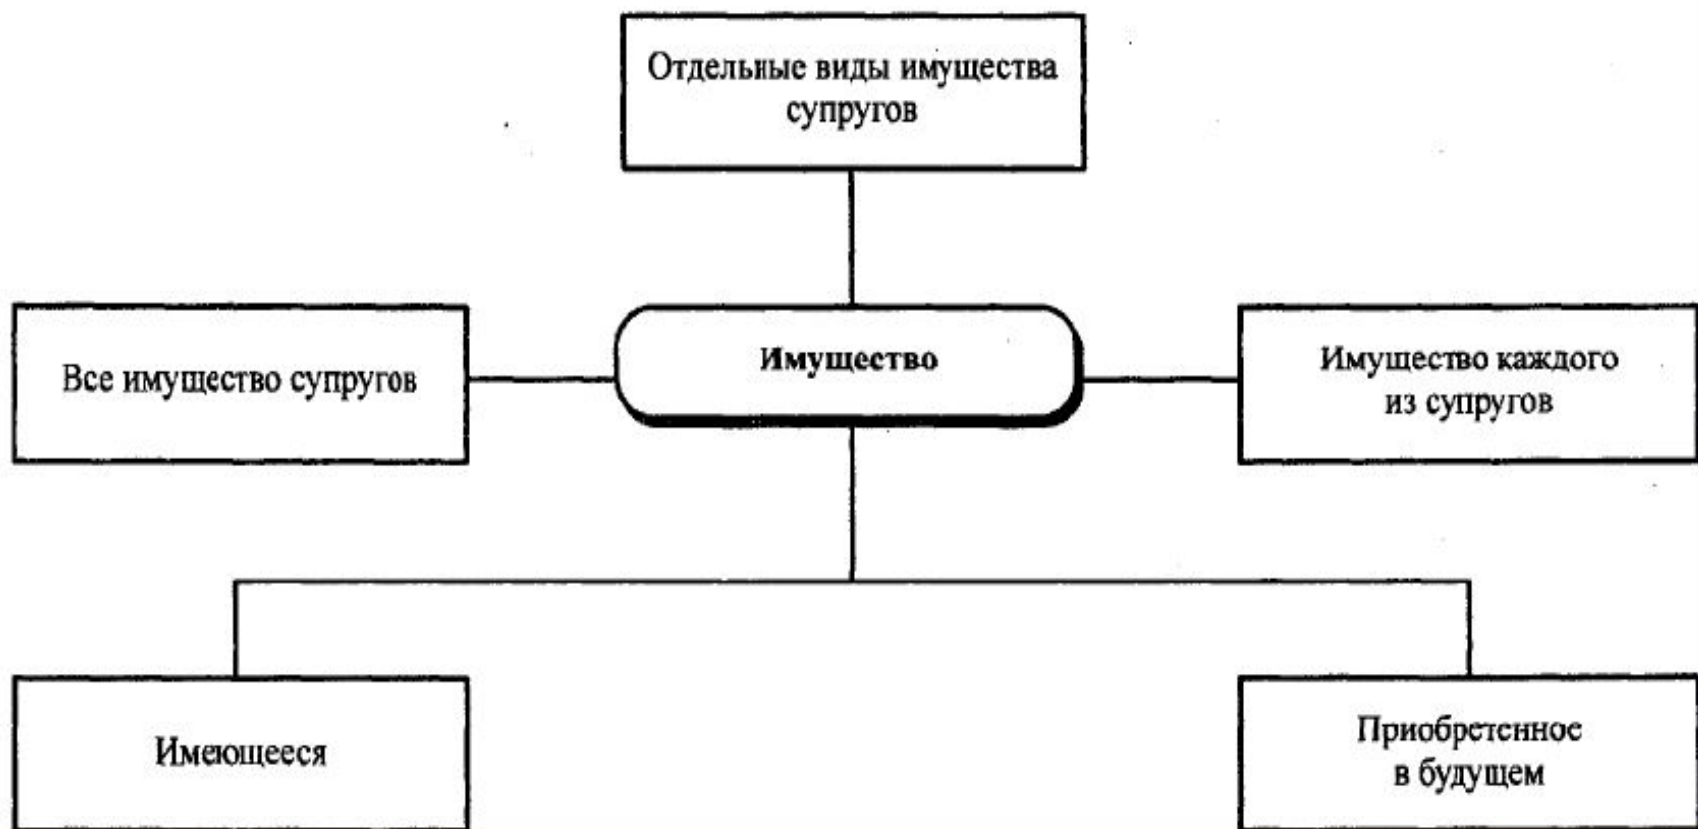 Отдельные виды имущества
супругов
Все имущество супругов
Имущество
Имущество каждого
из супругов
Имеющееся
Приобретенное
в будущем